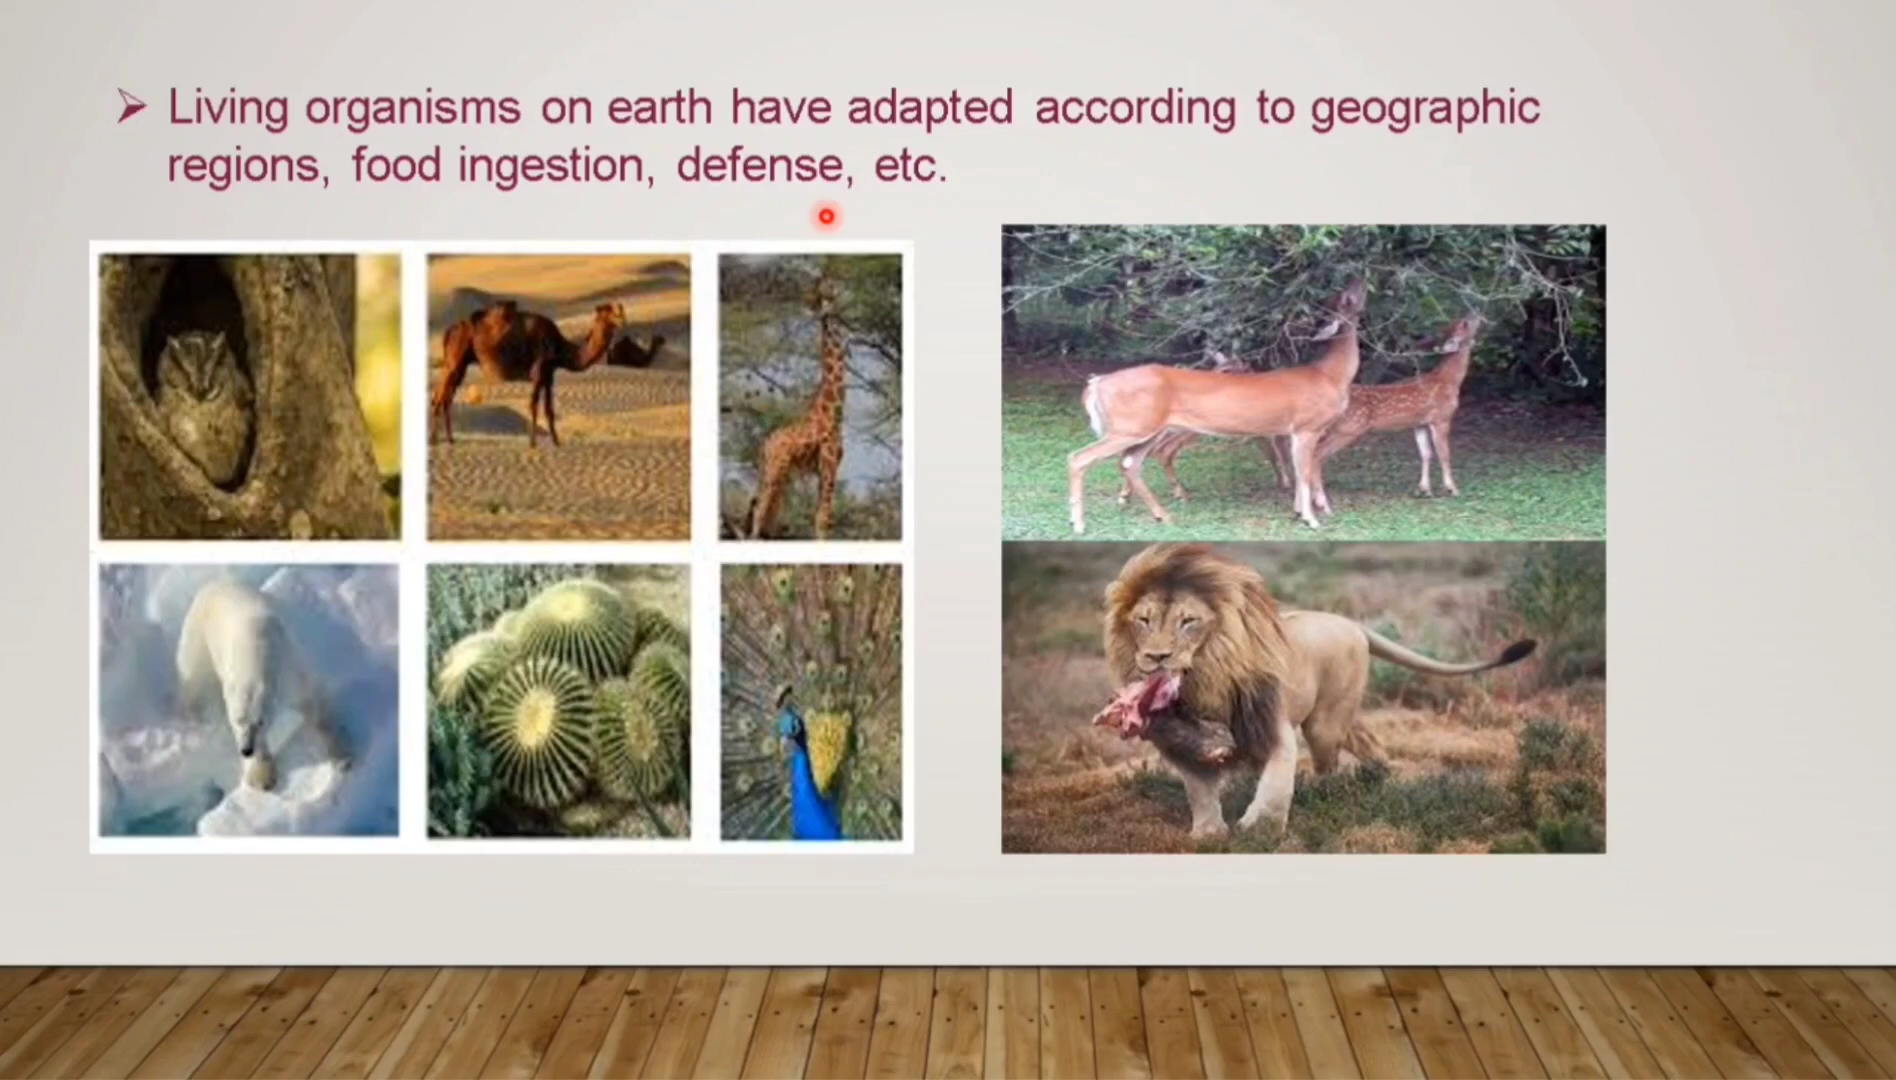 Living organisms on earth have adapted according to geographic
regions, food ingestion, defense, etc.